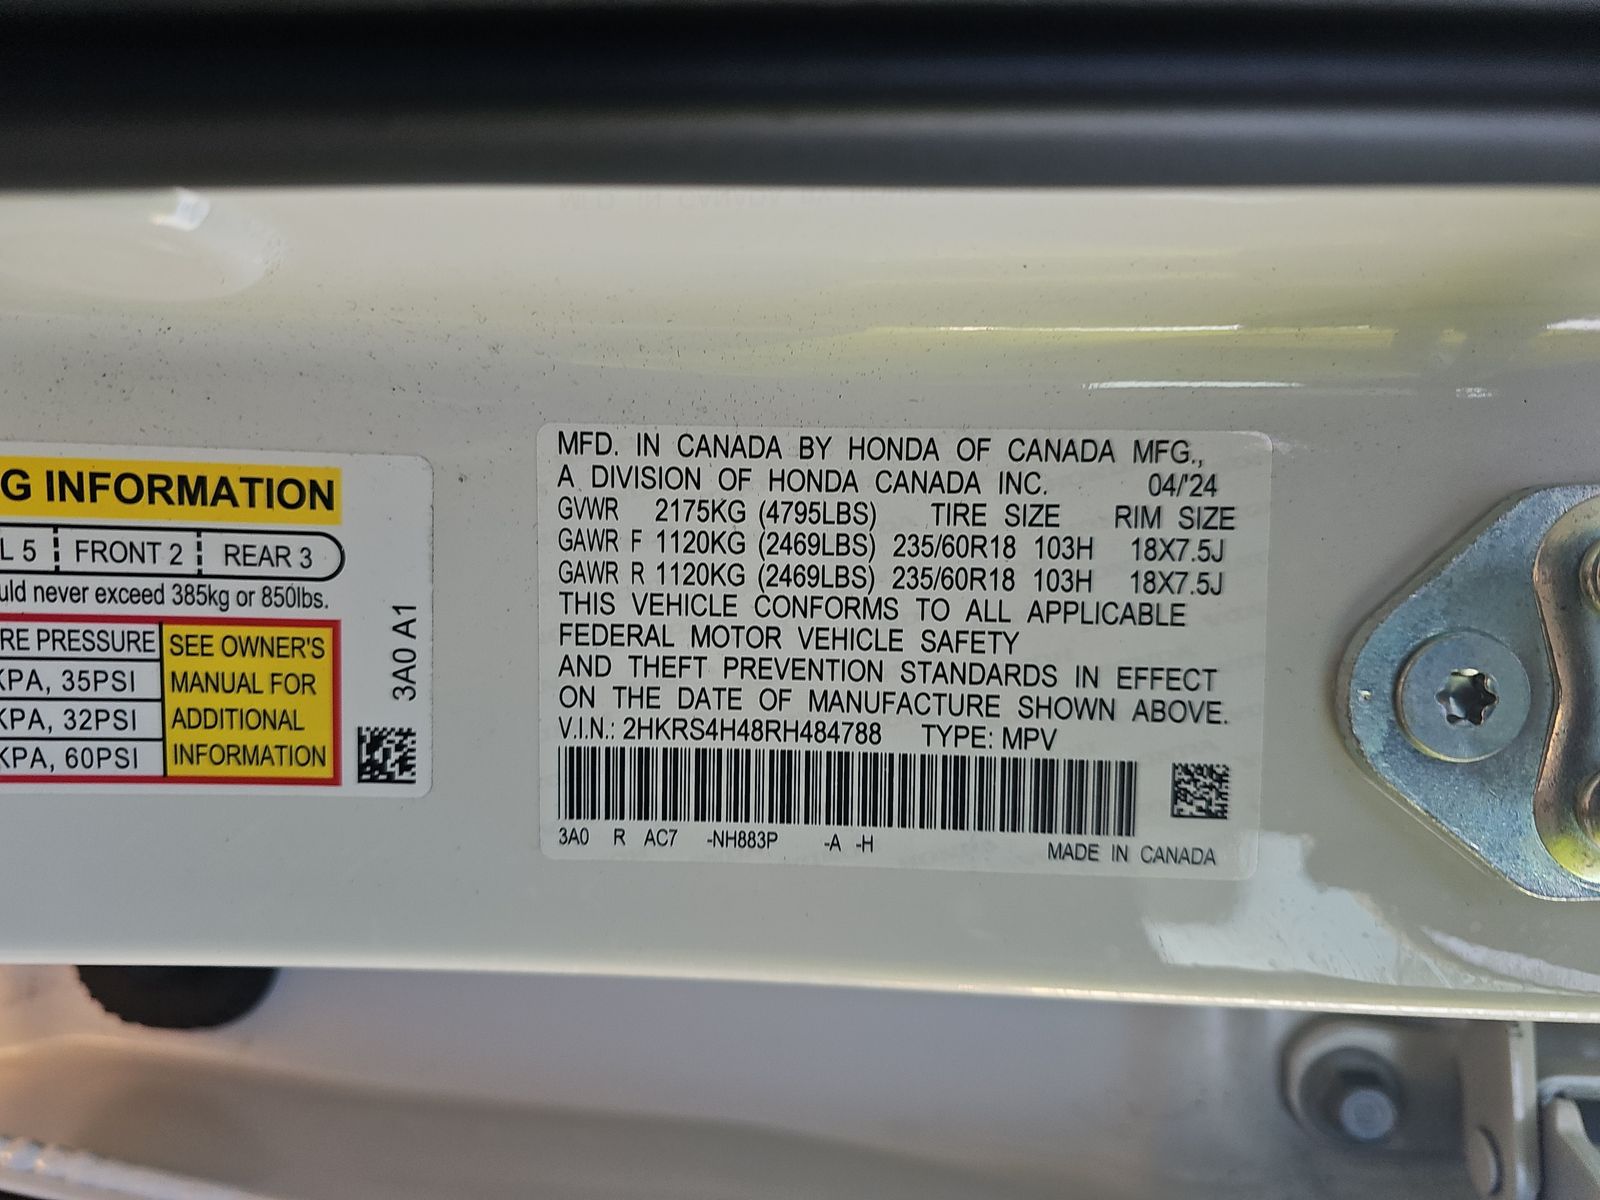 G INFORMATION
L 5 FRONT 2 REAR 3
uld never exceed 385kg or 850lbs.
RE PRESSURE
KPA, 35PSI
KPA, 32PSI
KPA, 60PSI
SEE OWNER'S
MANUAL FOR
ADDITIONAL
INFORMATION
3A0 A1
MFD. IN CANADA BY HONDA OF CANADA MFG.,
A DIVISION OF HONDA CANADA INC. 04/'24
GVWR 2175KG (4795LBS) TIRE SIZE RIM SIZE
GAWR F 1120KG (2469LBS) 235/60R18 103H 18X7.5J
GAWR R 1120KG (2469LBS) 235/60R18 103H 18X7.5J
THIS VEHICLE CONFORMS TO ALL APPLICABLE
FEDERAL MOTOR VEHICLE SAFETY
AND THEFT PREVENTION STANDARDS IN EFFECT
ON THE DATE OF MANUFACTURE SHOWN ABOVE.
V.I.N.: 2HKRS4H48RH484788 TYPE: MPV
3A0 R AC7 -NH883P -A -H
MADE IN CANADA